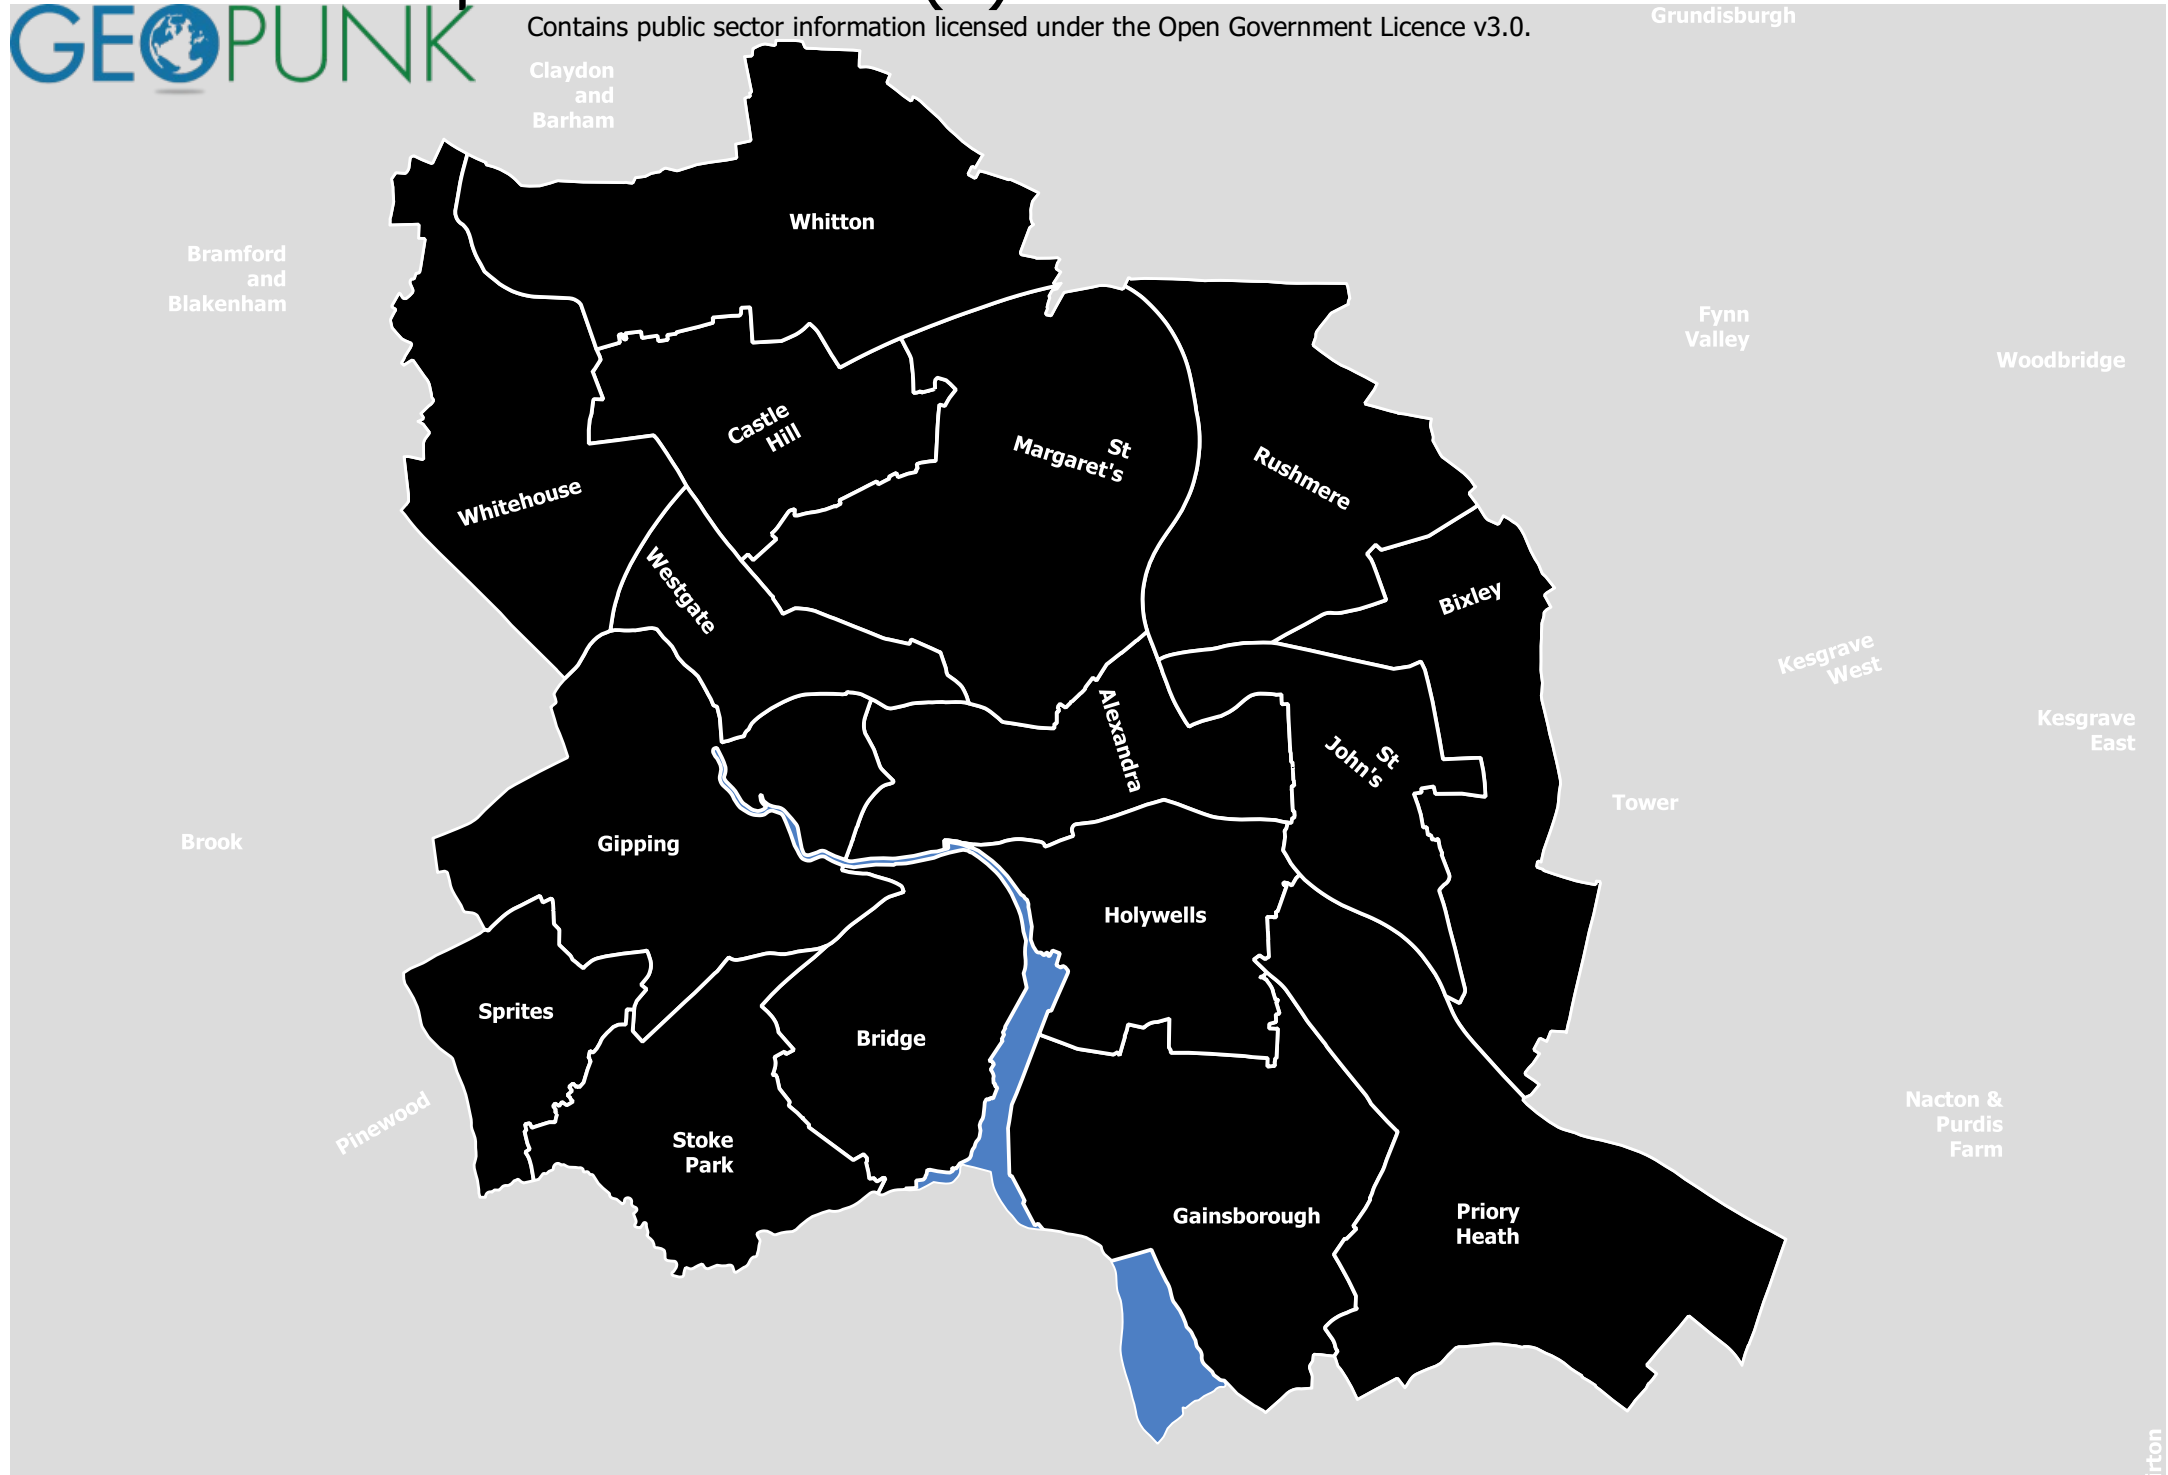 GEOPUNK
Contains public sector information licensed under the Open Government Licence v3.0.
Grundisburgh
Claydon
and
Barham
Whitton
Bramford
and
Blakenham
Fynn
Valley
Woodbridge
Castle
Hill
St
Margaret's
Rushmere
Whitehouse
Westgate
Bixley
Kesgrave
West
Kesgrave
East
Alexandra
St
John's
Tower
Brook
Gipping
Holywells
Sprites
Bridge
Pinewood
Stoke
Park
Nacton &
Purdis
Farm
Gainsborough
Priory
Heath